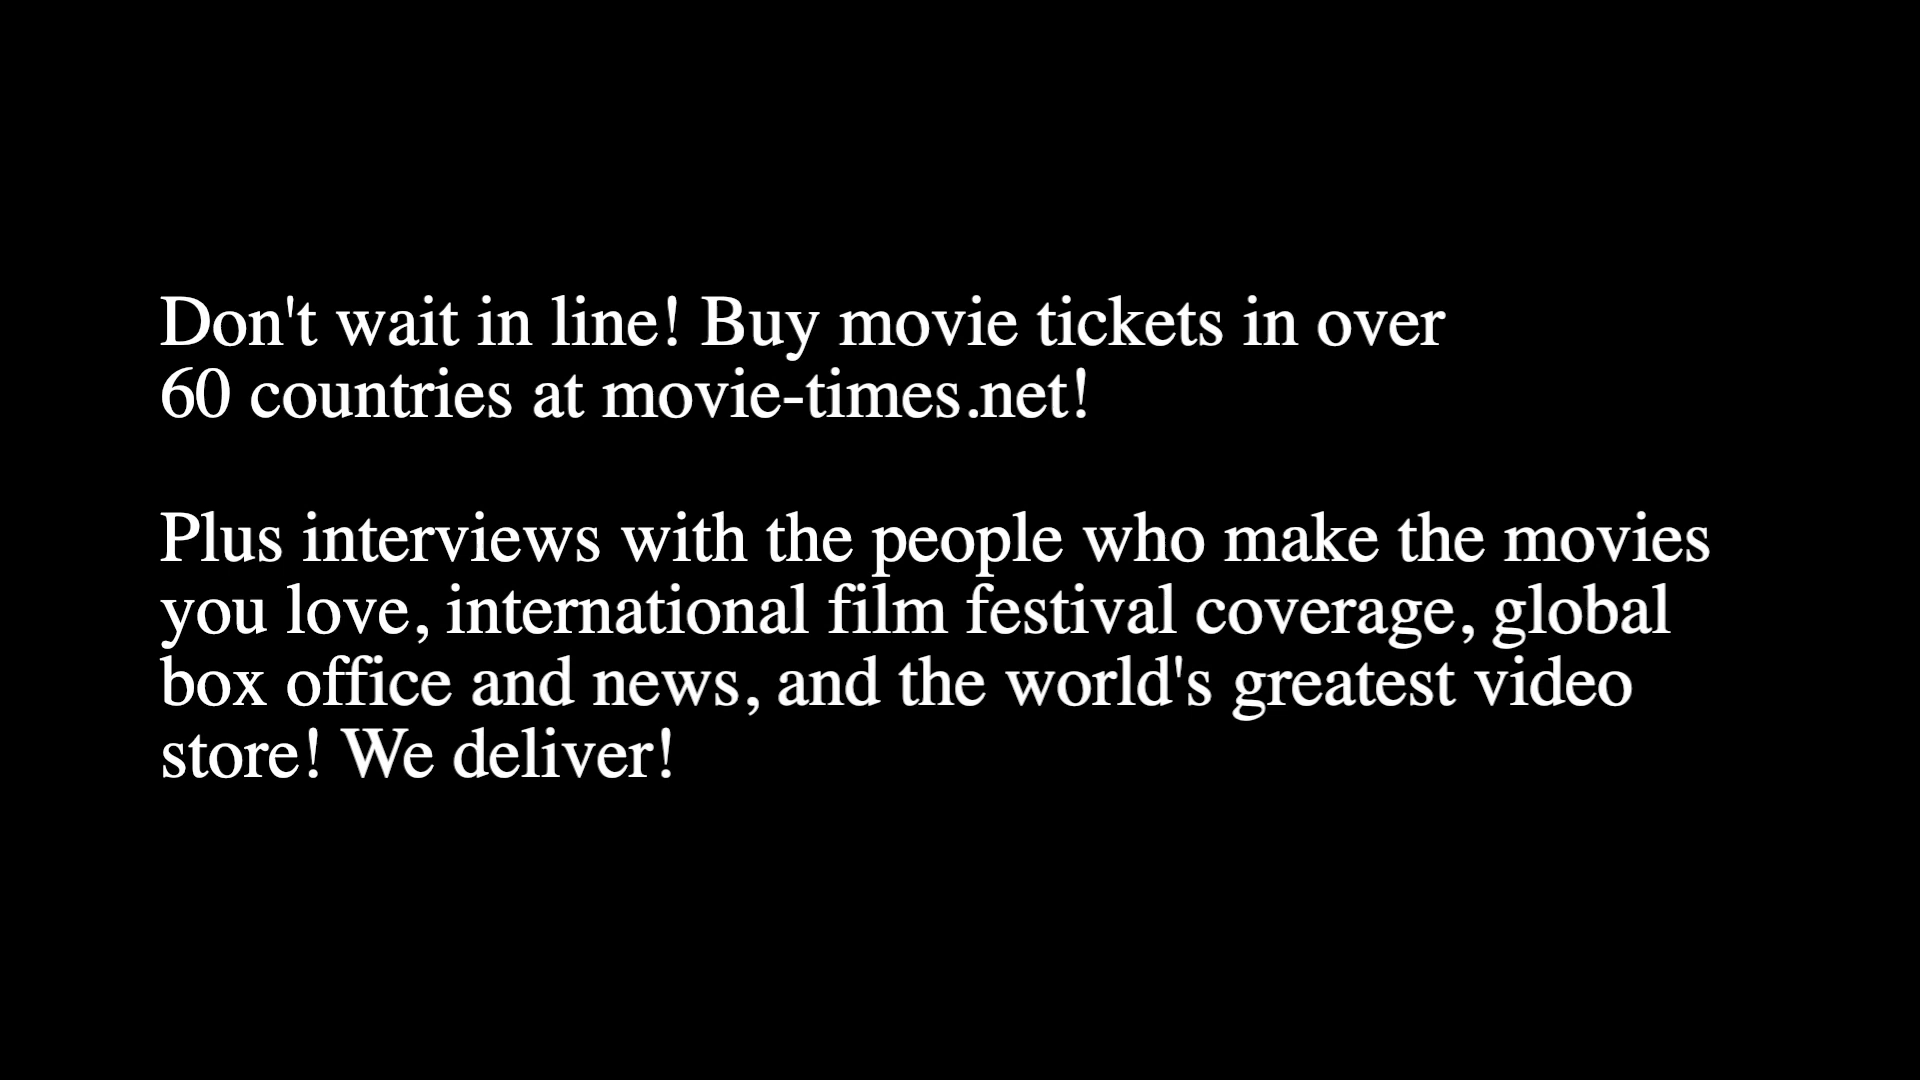 Don't wait in line! Buy movie tickets in over
60 countries at movie-times.net!
Plus interviews with the people who make the movies
you love, international film festival coverage, global
box office and news, and the world's greatest video
store! We deliver!